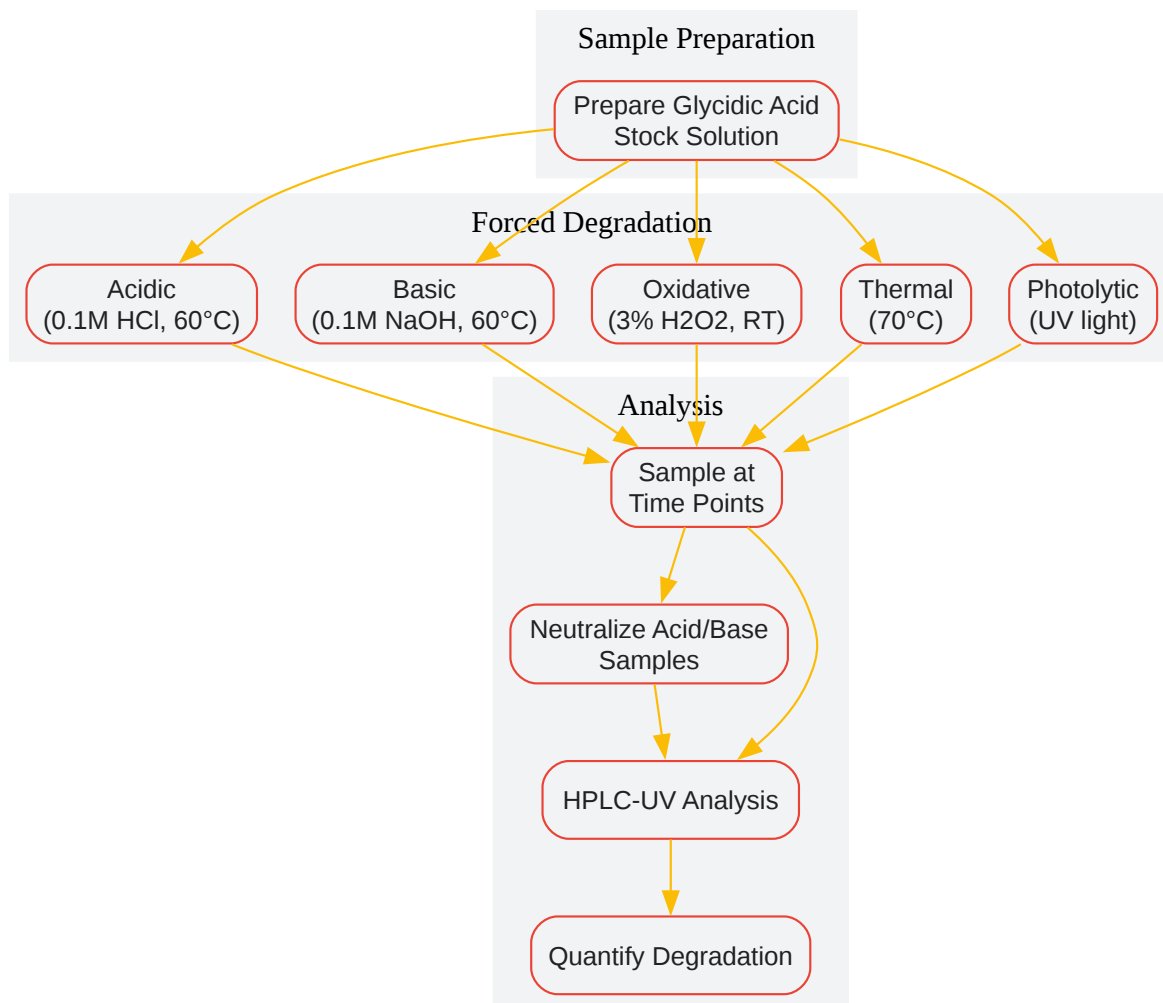 Sample Preparation
Prepare Glycidic Acid
Stock Solution
Forced Degradation
Acidic
(0.1M HCl, 60°C)
Basic
(0.1M NaOH, 60°C)
Oxidative
(3% H2O2, RT)
Thermal
(70°C)
Photolytic
(UV light)
Analysis
Sample at
Time Points
Neutralize Acid/Base
Samples
HPLC-UV Analysis
Quantify Degradation